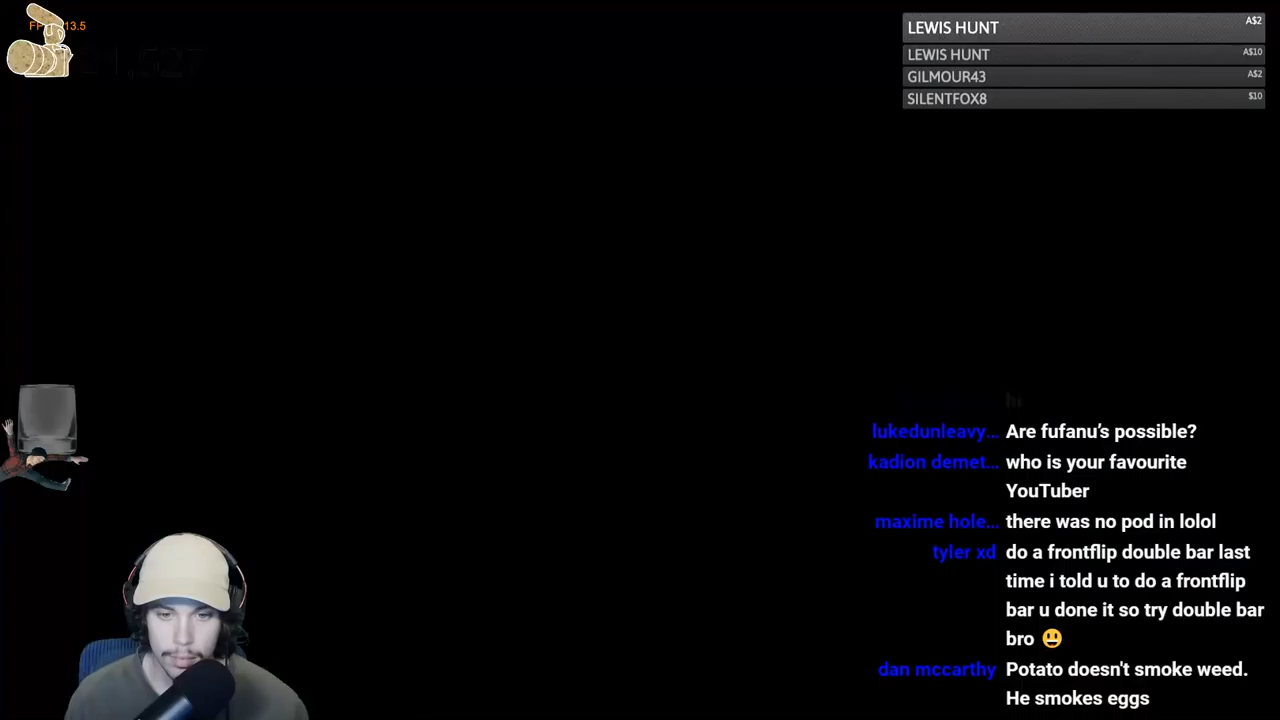 LEWIS HUNT A$2
LEWIS HUNT A$10
GILMOUR43 A$2
SILENTFOX8 $10
hi
lukedunleavy… Are fufanu’s possible?
kadion demet… who is your favourite
YouTuber
maxime hole… there was no pod in lolol
tyler xd do a frontflip double bar last
time i told u to do a frontflip
bar u done it so try double bar
bro 😃
dan mccarthy Potato doesn't smoke weed.
He smokes eggs